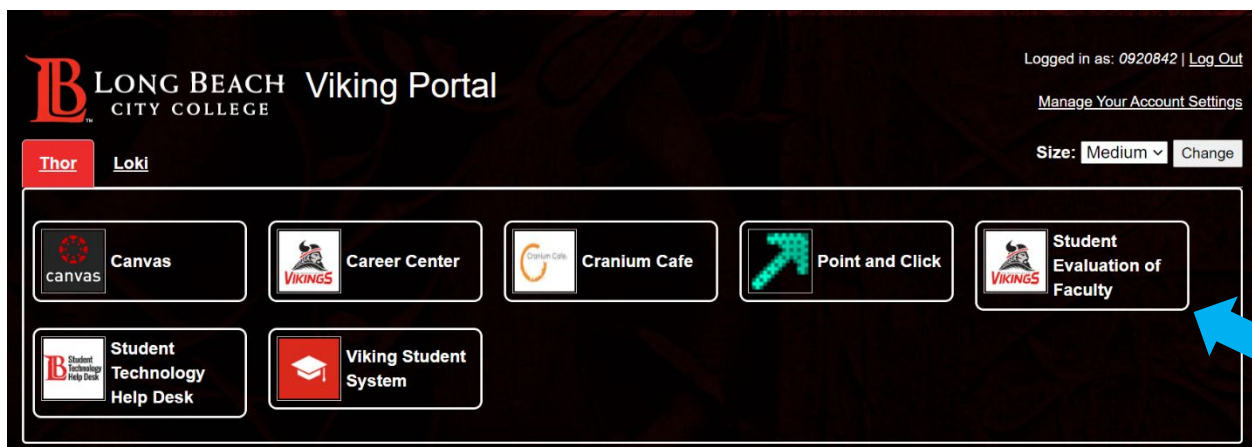 LONG BEACH
CITY COLLEGE
Viking Portal
Logged in as: 0920842 | Log Out
Manage Your Account Settings
Size: Medium Change
Thor Loki
canvas
Canvas
VIKINGS
Career Center
Cranium Cafe
Cranium Cafe
Point and Click
VIKINGS
Student
Evaluation of
Faculty
LB Student
Technology
Help Desk
Student
Technology
Help Desk
Viking Student
System